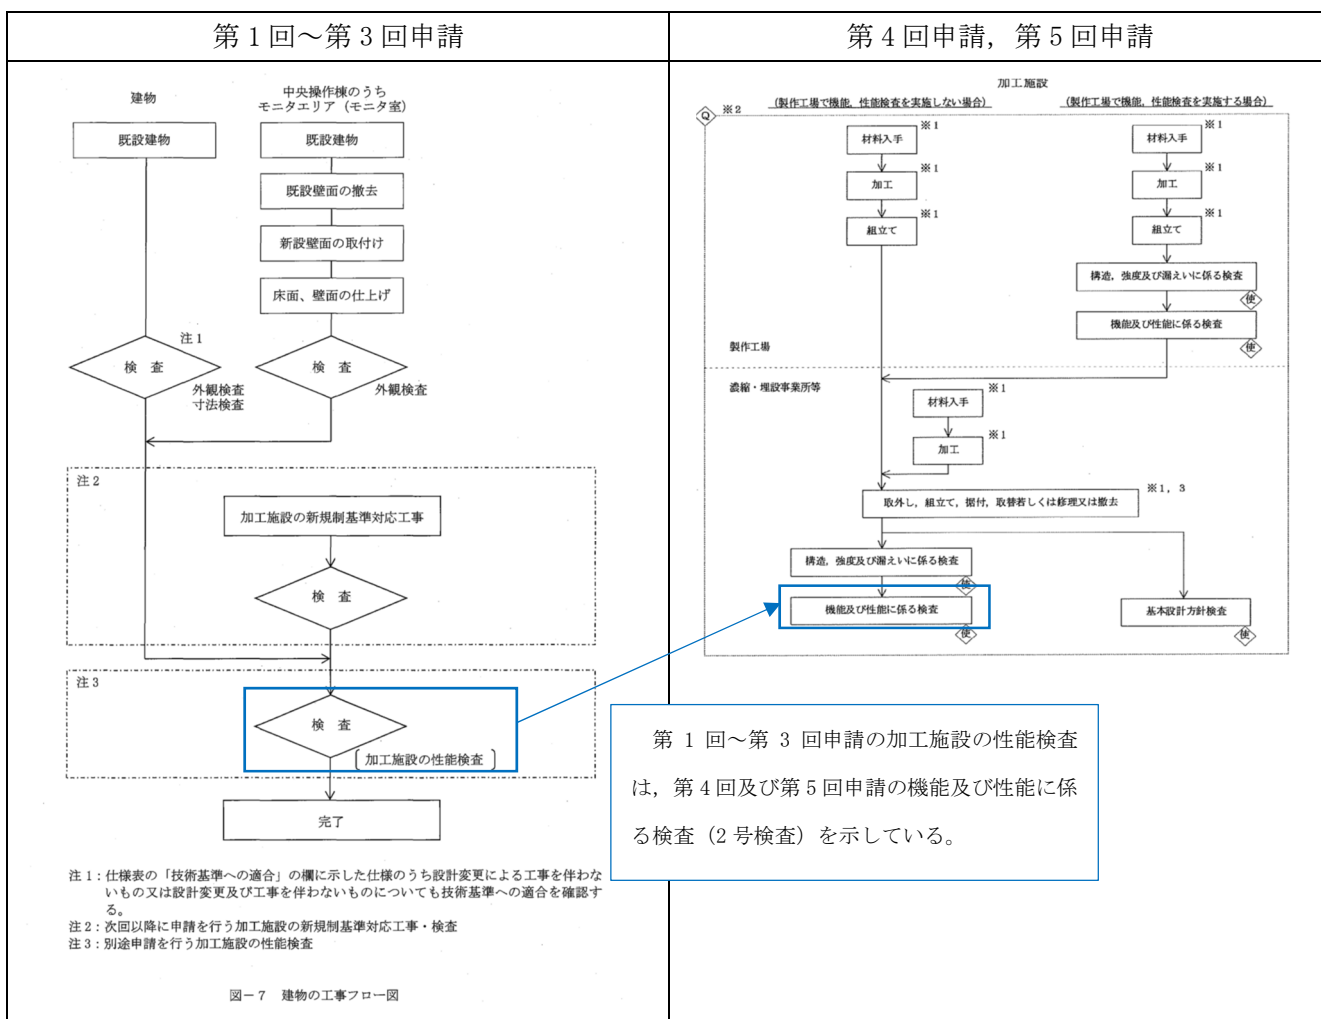 第１回～第３回申請
第４回申請，第５回申請
建物
中央操作棟のうち
モニタエリア（モニタ室）
既設建物
既設建物
既設壁面の撤去
新設壁面の取付け
床面、壁面の仕上げ
注１
検　査
外観検査
寸法検査
検　査
外観検査
注２
加工施設の新規制基準対応工事
検　査
注３
検　査
加工施設の性能検査
完了
注１：仕様表の「技術基準への適合」の欄に示した仕様のうち設計変更による工事を伴わな
いもの又は設計変更及び工事を伴わないものについても技術基準への適合を確認す
る。
注２：次回以降に申請を行う加工施設の新規制基準対応工事・検査
注３：別途申請を行う加工施設の性能検査
図－７　建物の工事フロー図
加工施設
Q
※２
（製作工場で機能，性能検査を実施しない場合）
（製作工場で機能，性能検査を実施する場合）
材料入手
※１
加工
※１
組立て
※１
材料入手
※１
加工
※１
組立て
※１
構造，強度及び漏えいに係る検査
使
機能及び性能に係る検査
使
製作工場
濃縮・埋設事業所等
材料入手
※１
加工
※１
取外し，組立て，据付，取替若しくは修理又は撤去
※１，３
構造，強度及び漏えいに係る検査
使
機能及び性能に係る検査
使
基本設計方針検査
使
第 1 回～第 3 回申請の加工施設の性能検査
は，第４回及び第５回申請の機能及び性能に係
る検査（2 号検査）を示している。